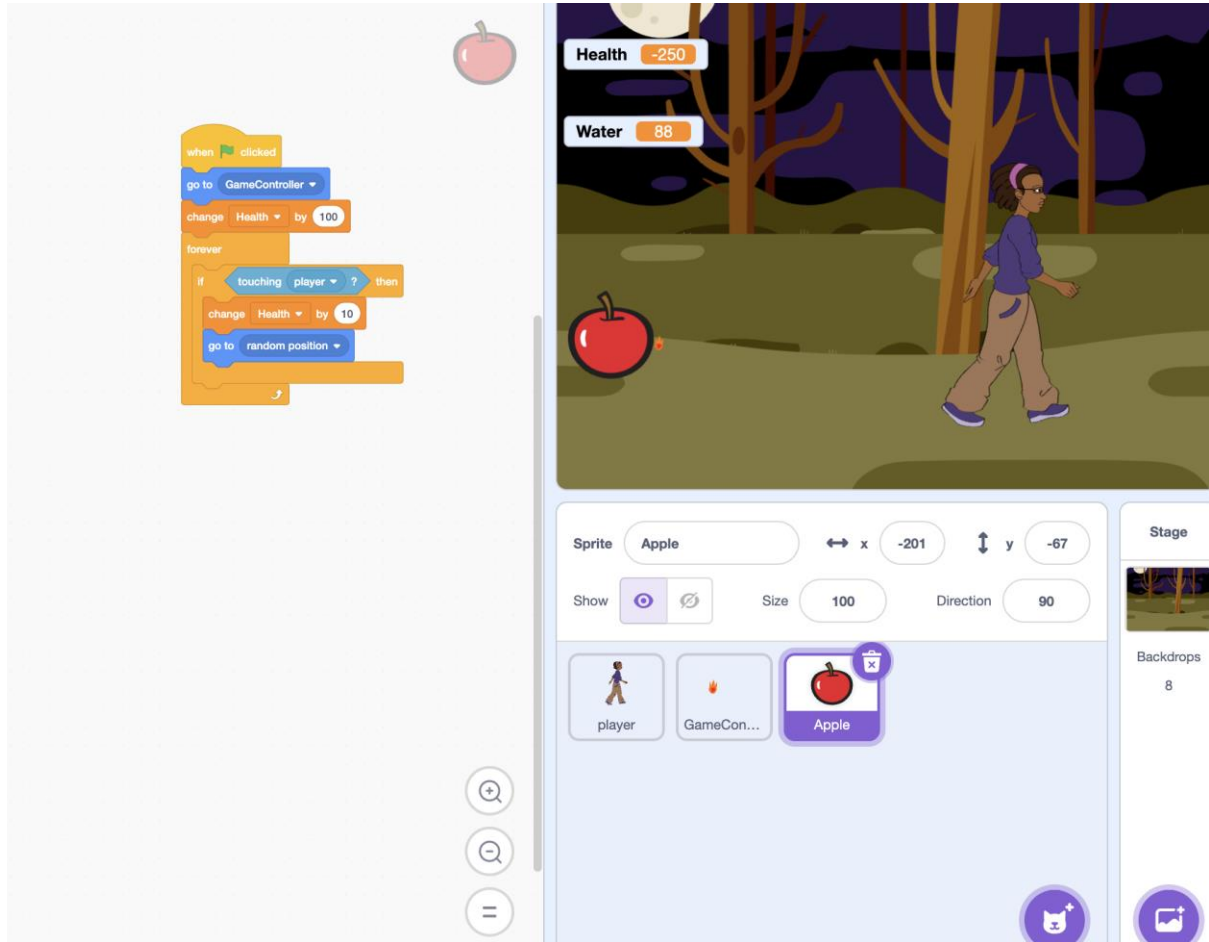 when clicked
go to GameController
change Health by 100
forever
if touching player ? then
change Health by 10
go to random position
Health -250
Water 88
Sprite Apple x -201 y -67
Show Size 100 Direction 90
player
GameCon...
Apple
Stage
Backdrops
8